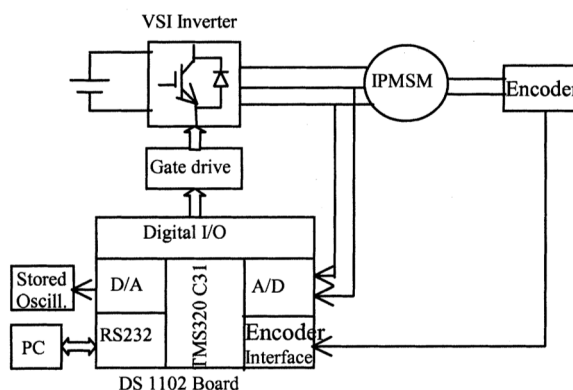 VSI Inverter
IPMSM
Encoder
Gate drive
Digital I/O
Stored
Oscill.
D/A
TMS320 C31
A/D
PC
RS232
Encoder
Interface
DS 1102 Board